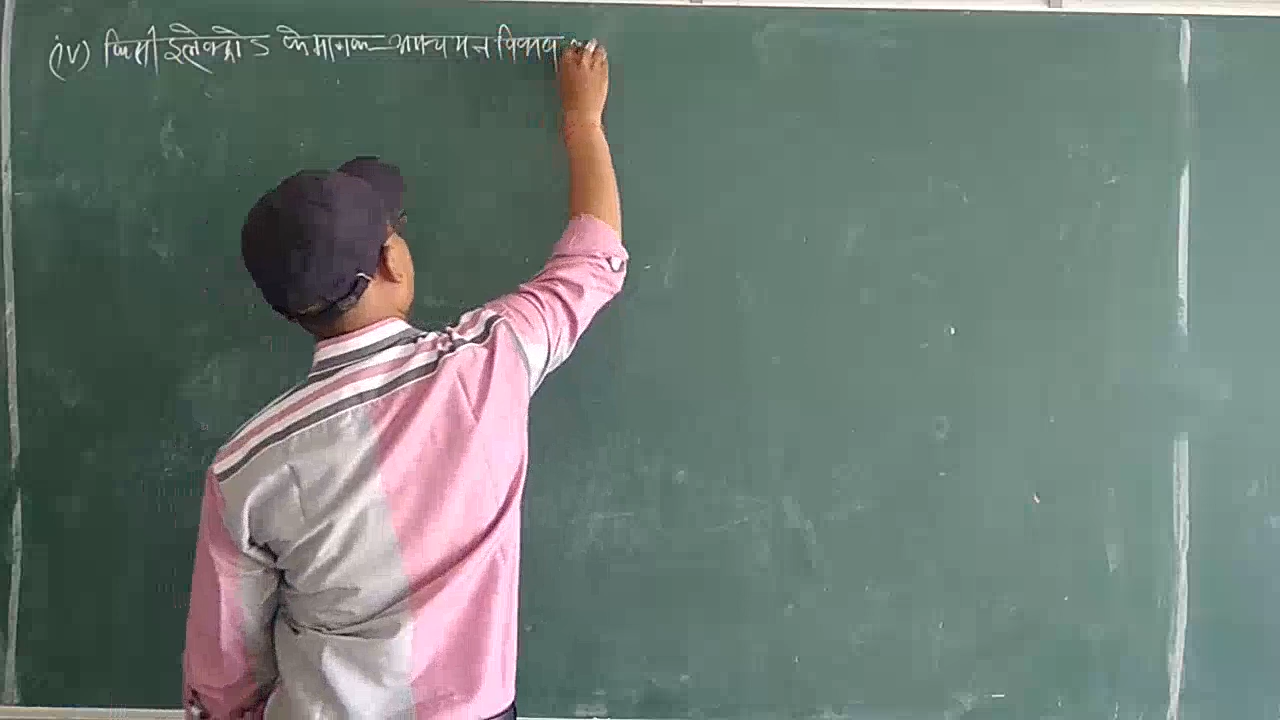 (iv) किसी इलेक्ट्रोड के मानक अपचयन विभव